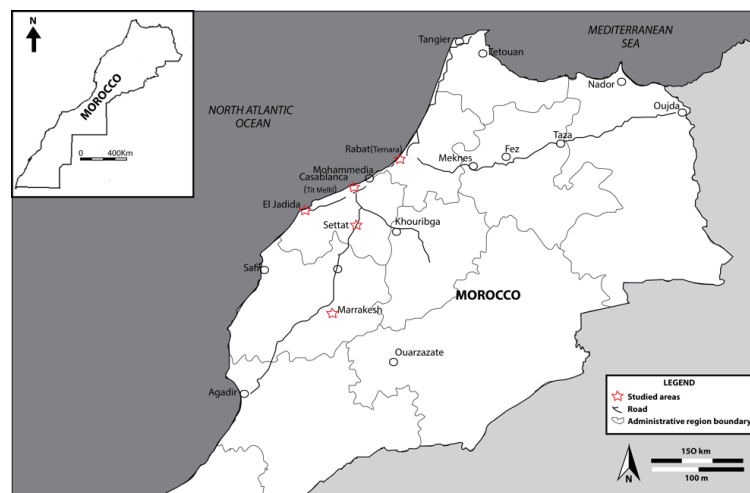 N
MOROCCO
0 400Km
NORTH ATLANTIC
OCEAN
MEDITERRANEAN
SEA
Tangier
Tetouan
Nador
Oujda
Rabat(Temara)
Taza
Fez
Meknes
Mohammedia
Casablanca
(Tit Mellil)
El Jadida
Settat
Khouribga
Safi
MOROCCO
Marrakesh
Ouarzazate
Agadir
LEGEND
Studied areas
Road
Administrative region boundary
150 km
100 m
N